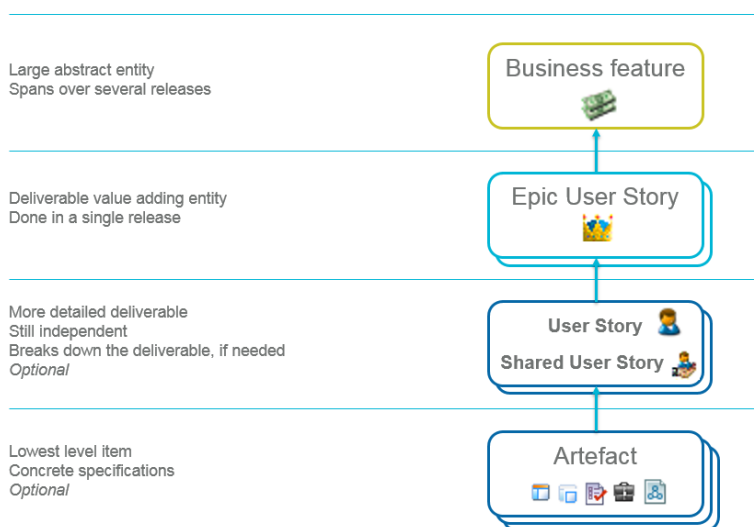 Large abstract entity
Spans over several releases
Business feature
Deliverable value adding entity
Done in a single release
Epic User Story
More detailed deliverable
Still independent
Breaks down the deliverable, if needed
Optional
User Story
Shared User Story
Lowest level item
Concrete specifications
Optional
Artefact